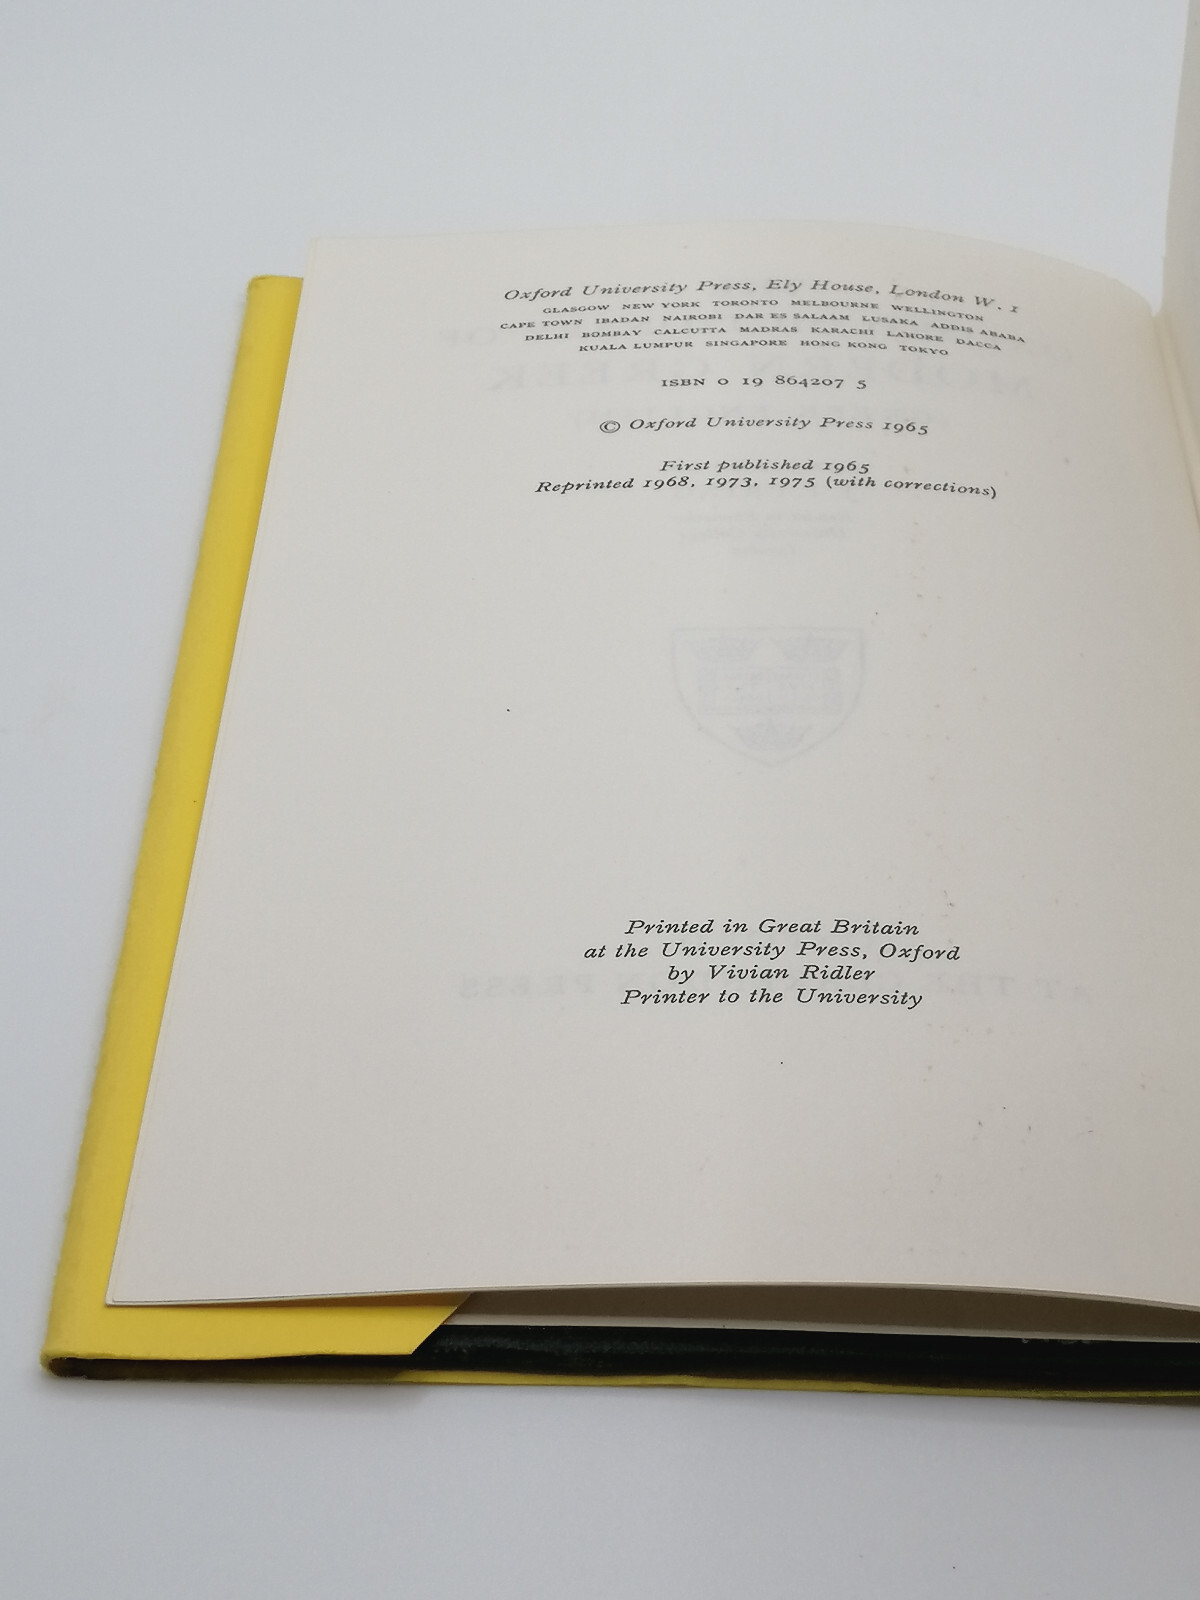 Oxford University Press, Ely House, London W. 1
GLASGOW NEW YORK TORONTO MELBOURNE WELLINGTON
CAPE TOWN IBADAN NAIROBI DAR ES SALAAM LUSAKA ADDIS ABABA
DELHI BOMBAY CALCUTTA MADRAS KARACHI LAHORE DACCA
KUALA LUMPUR SINGAPORE HONG KONG TOKYO
ISBN 0 19 864207 5
© Oxford University Press 1965
First published 1965
Reprinted 1968, 1973, 1975 (with corrections)
Printed in Great Britain
at the University Press, Oxford
by Vivian Ridler
Printer to the University